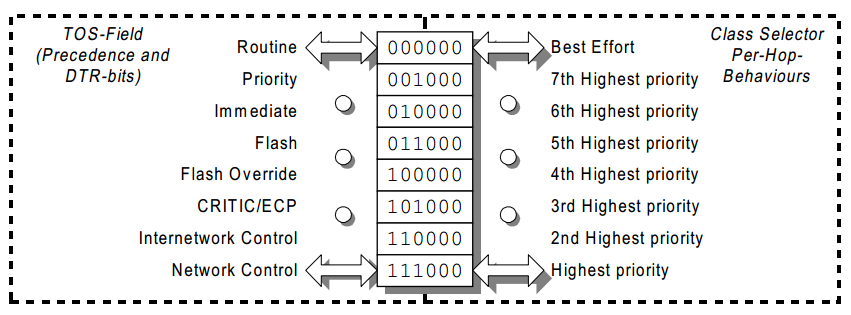 TOS-Field
(Precedence and
DTR-bits)
Class Selector
Per-Hop-
Behaviours
Routine 000000 Best Effort
Priority 001000 7th Highest priority
Immediate 010000 6th Highest priority
Flash 011000 5th Highest priority
Flash Override 100000 4th Highest priority
CRITIC/ECP 101000 3rd Highest priority
Internetwork Control 110000 2nd Highest priority
Network Control 111000 Highest priority